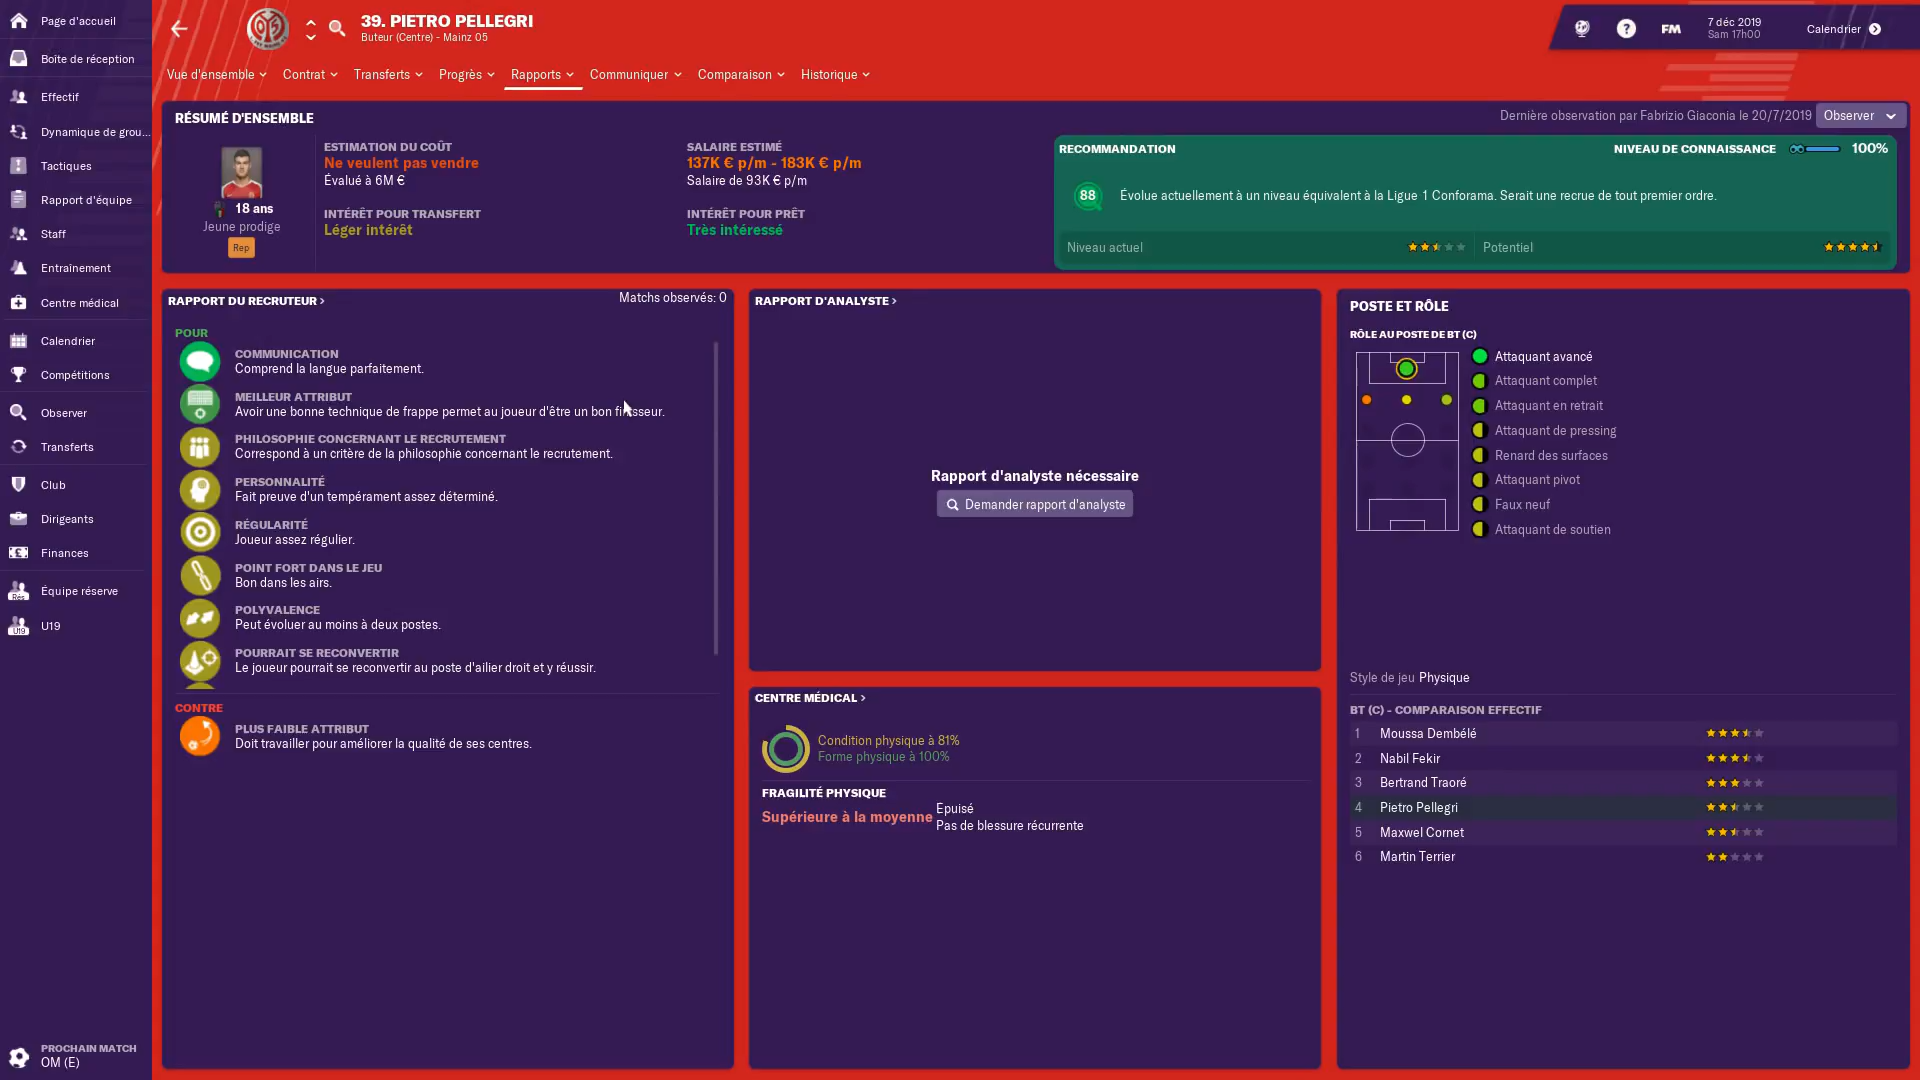 Page d'accueil
Boîte de réception
Effectif
Dynamique de grou...
Tactiques
Rapport d'équipe
Staff
Entraînement
Centre médical
Calendrier
Compétitions
Observer
Transferts
Club
Dirigeants
Finances
Équipe réserve
U19
PROCHAIN MATCH
OM (E)
39. PIETRO PELLEGRI
Buteur (Centre) - Mainz 05
FM
7 déc 2019
Sam 17h00
Calendrier
Vue d'ensemble
Contrat
Transferts
Progrès
Rapports
Communiquer
Comparaison
Historique
RÉSUMÉ D'ENSEMBLE
Dernière observation par Fabrizio Giaconia le 20/7/2019
Observer
18 ans
Jeune prodige
Rep
ESTIMATION DU COÛT
Ne veulent pas vendre
Évalué à 6M €
INTÉRÊT POUR TRANSFERT
Léger intérêt
SALAIRE ESTIMÉ
137K € p/m - 183K € p/m
Salaire de 93K € p/m
INTÉRÊT POUR PRÊT
Très intéressé
RECOMMANDATION
NIVEAU DE CONNAISSANCE
100%
88
Évolue actuellement à un niveau équivalent à la Ligue 1 Conforama. Serait une recrue de tout premier ordre.
Niveau actuel
Potentiel
RAPPORT DU RECRUTEUR >
Matchs observés: 0
POUR
COMMUNICATION
Comprend la langue parfaitement.
MEILLEUR ATTRIBUT
Avoir une bonne technique de frappe permet au joueur d'être un bon finisseur.
PHILOSOPHIE CONCERNANT LE RECRUTEMENT
Correspond à un critère de la philosophie concernant le recrutement.
PERSONNALITÉ
Fait preuve d'un tempérament assez déterminé.
RÉGULARITÉ
Joueur assez régulier.
POINT FORT DANS LE JEU
Bon dans les airs.
POLYVALENCE
Peut évoluer au moins à deux postes.
POURRAIT SE RECONVERTIR
Le joueur pourrait se reconvertir au poste d'ailier droit et y réussir.
CONTRE
PLUS FAIBLE ATTRIBUT
Doit travailler pour améliorer la qualité de ses centres.
RAPPORT D'ANALYSTE >
Rapport d'analyste nécessaire
Demander rapport d'analyste
CENTRE MÉDICAL >
Condition physique à 81%
Forme physique à 100%
FRAGILITÉ PHYSIQUE
Supérieure à la moyenne
Epuisé
Pas de blessure récurrente
POSTE ET RÔLE
RÔLE AU POSTE DE BT (C)
Attaquant avancé
Attaquant complet
Attaquant en retrait
Attaquant de pressing
Renard des surfaces
Attaquant pivot
Faux neuf
Attaquant de soutien
Style de jeu Physique
BT (C) - COMPARAISON EFFECTIF
1 Moussa Dembélé
2 Nabil Fekir
3 Bertrand Traoré
4 Pietro Pellegri
5 Maxwel Cornet
6 Martin Terrier